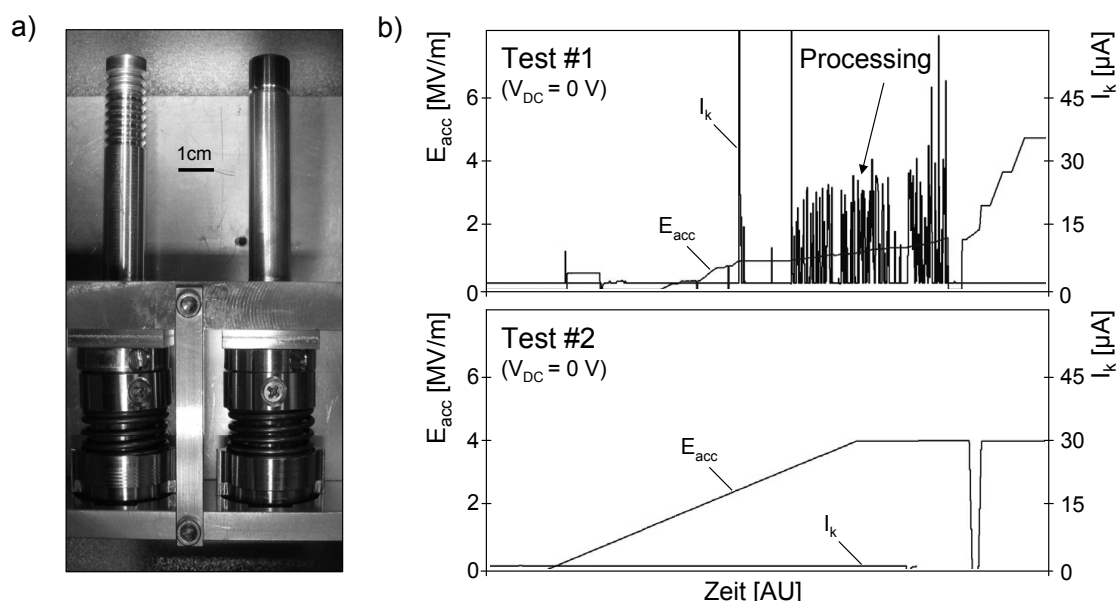 a)
1cm
b)
Test #1
(V_DC = 0 V)
Processing
I_k
E_acc
E_acc [MV/m]
6
4
2
0
I_k [µA]
45
30
15
0
Test #2
(V_DC = 0 V)
E_acc
I_k
E_acc [MV/m]
6
4
2
0
I_k [µA]
45
30
15
0
Zeit [AU]